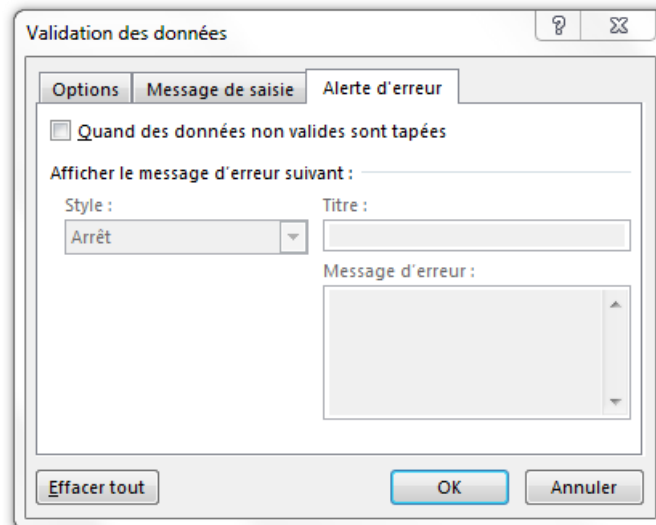 Validation des données
Options Message de saisie Alerte d'erreur
Quand des données non valides sont tapées
Afficher le message d'erreur suivant :
Style : Titre :
Arrêt
Message d'erreur :
Effacer tout OK Annuler